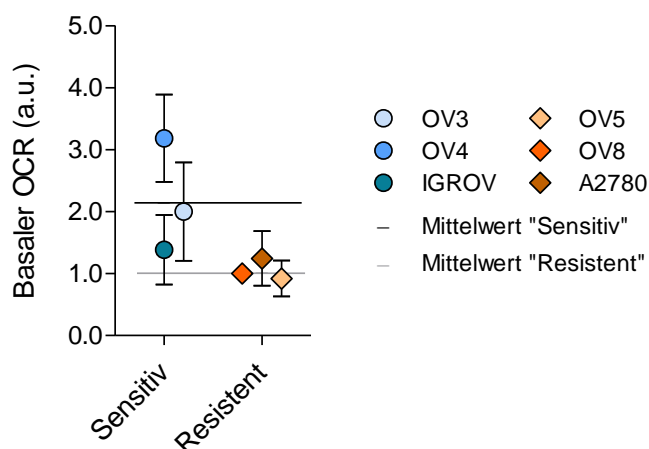 Basaler OCR (a.u.)
5.0
4.0
3.0
2.0
1.0
0.0
Sensitiv
Resistent
OV3
OV5
OV4
OV8
IGROV
A2780
Mittelwert "Sensitiv"
Mittelwert "Resistent"